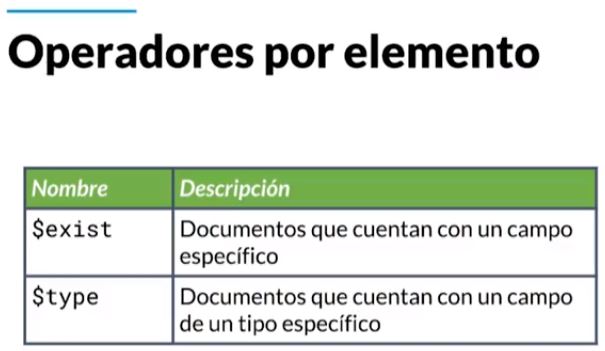 Operadores por elemento
Nombre Descripción
$exist Documentos que cuentan con un campo
específico
$type Documentos que cuentan con un campo
de un tipo específico